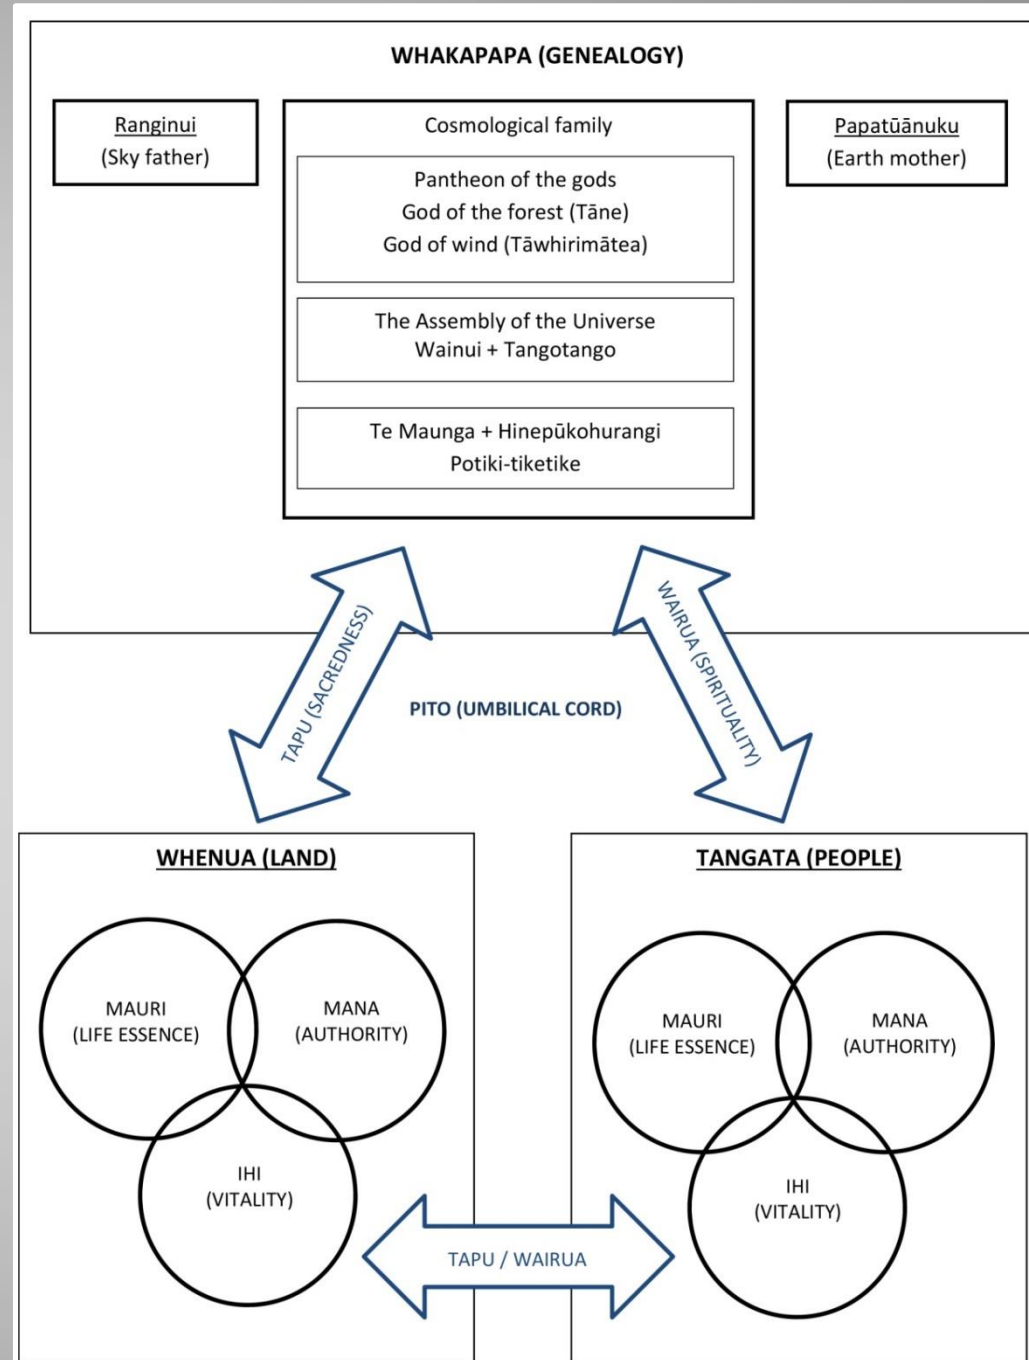 WHAKAPAPA (GENEALOGY)
Ranginui
(Sky father)
Cosmological family
Papatūānuku
(Earth mother)
Pantheon of the gods
God of the forest (Tāne)
God of wind (Tāwhirimātea)
The Assembly of the Universe
Wainui + Tangotango
Te Maunga + Hinepūkohurangi
Potiki-tiketike
TAPU (SACREDNESS)
WAIRUA (SPIRITUALITY)
PITO (UMBILICAL CORD)
WHENUA (LAND)
MAURI
(LIFE ESSENCE)
MANA
(AUTHORITY)
IHI
(VITALITY)
TANGATA (PEOPLE)
MAURI
(LIFE ESSENCE)
MANA
(AUTHORITY)
IHI
(VITALITY)
TAPU / WAIRUA